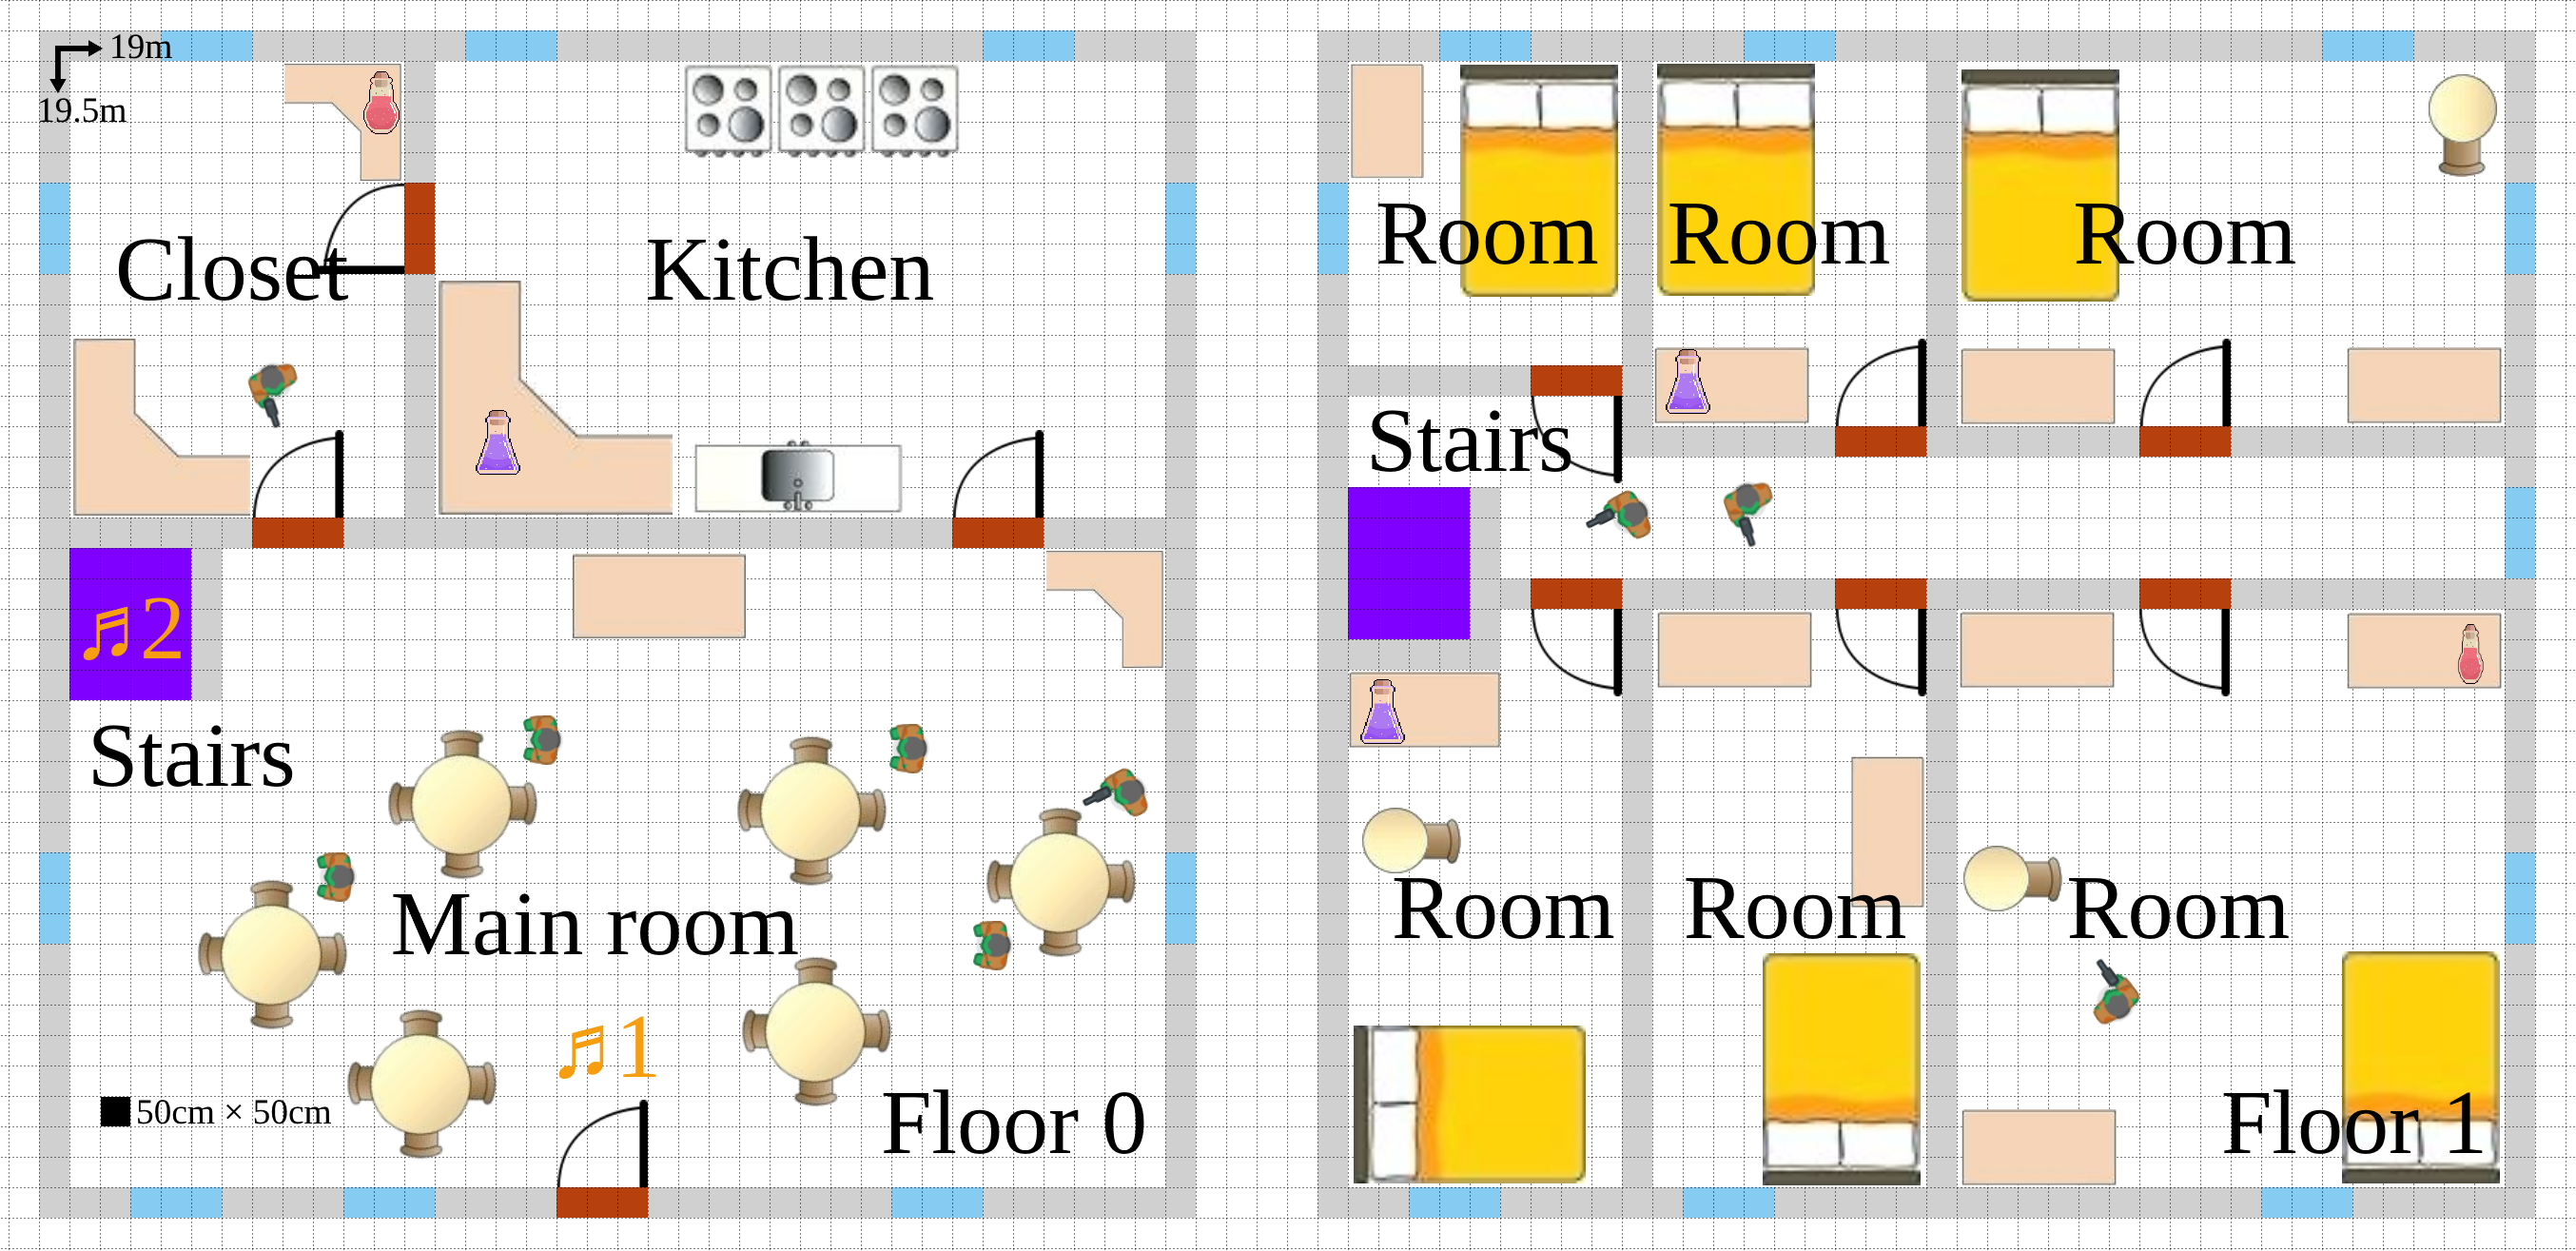 19m
19.5m
Closet
Kitchen
♬2
Stairs
Main room
♬1
50cm × 50cm
Floor 0
Room
Room
Room
Stairs
Room
Room
Room
Floor 1